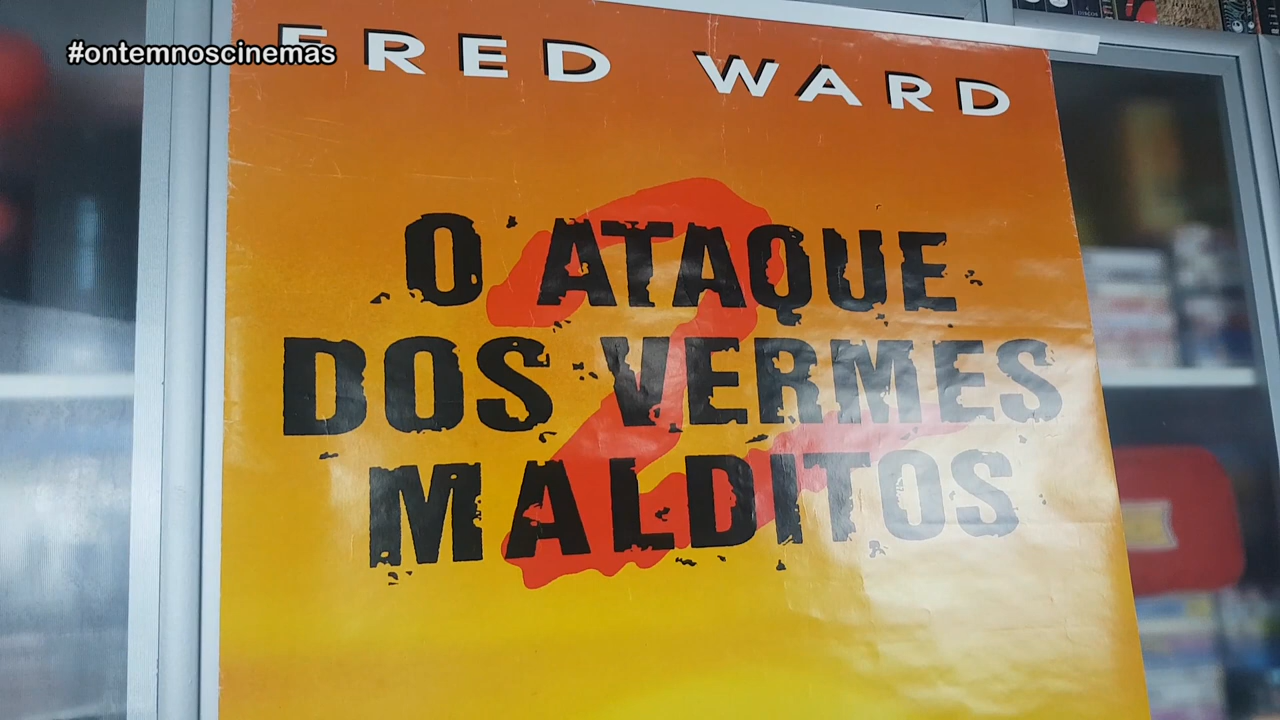 #ontemnoscinemas
FRED WARD
2
O ATAQUE
DOS VERMES
MALDITOS